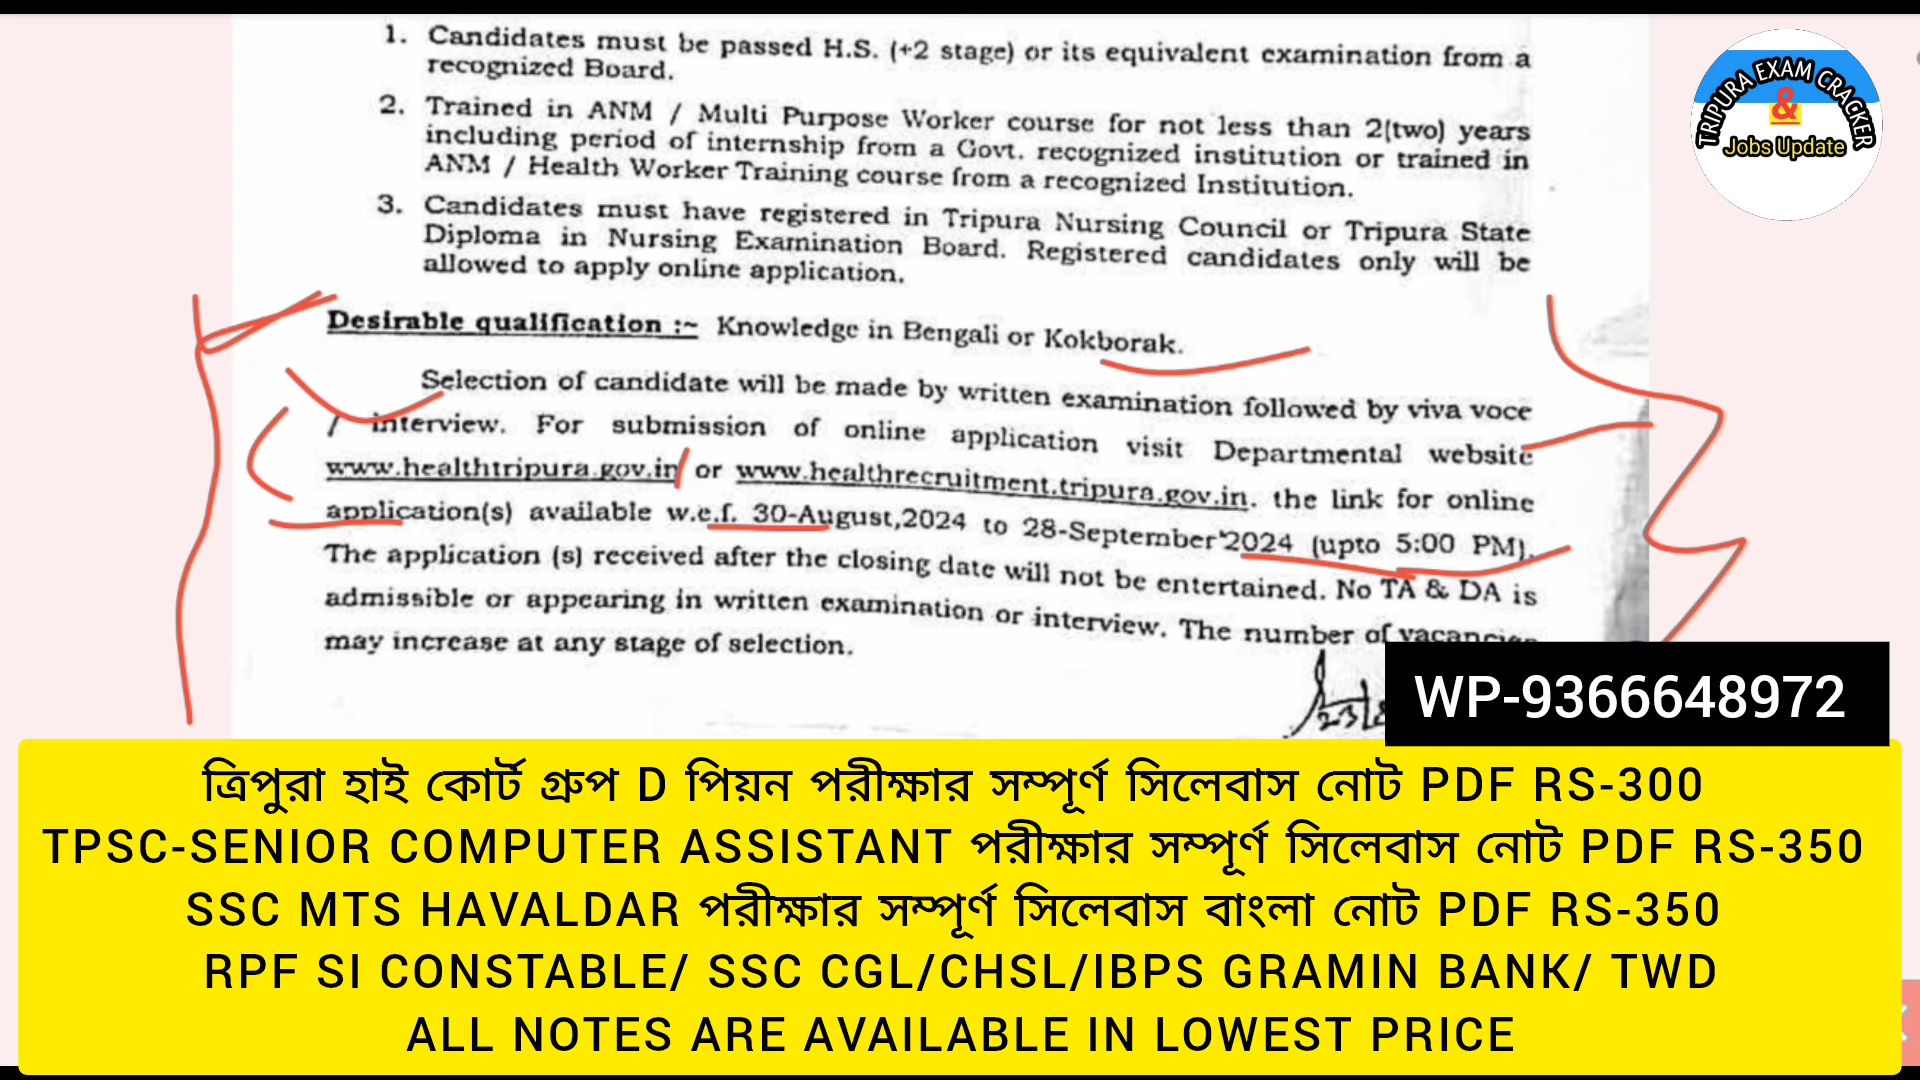 1. Candidates must be passed H.S. (+2 stage) or its equivalent examination from a
recognized Board.
2. Trained in ANM / Multi Purpose Worker course for not less than 2(two) years
including period of internship from a Govt. recognized institution or trained in
ANM / Health Worker Training course from a recognized Institution.
3. Candidates must have registered in Tripura Nursing Council or Tripura State
Diploma in Nursing Examination Board. Registered candidates only will be
allowed to apply online application.
Desirable qualification :~ Knowledge in Bengali or Kokborak.
Selection of candidate will be made by written examination followed by viva voce
/ interview. For submission of online application visit Departmental website
www.healthtripura.gov.in or www.healthrecruitment.tripura.gov.in. the link for online
application(s) available w.e.f. 30-August,2024 to 28-September'2024 (upto 5:00 PM).
The application (s) received after the closing date will not be entertained. No TA & DA is
admissible or appearing in written examination or interview. The number of vacancies
may increase at any stage of selection.
TRIPURA EXAM CRACKER
&
Jobs Update
WP-9366648972
ত্রিপুরা হাই কোর্ট গ্রুপ D পিয়ন পরীক্ষার সম্পূর্ণ সিলেবাস নোট PDF RS-300
TPSC-SENIOR COMPUTER ASSISTANT পরীক্ষার সম্পূর্ণ সিলেবাস নোট PDF RS-350
SSC MTS HAVALDAR পরীক্ষার সম্পূর্ণ সিলেবাস বাংলা নোট PDF RS-350
RPF SI CONSTABLE/ SSC CGL/CHSL/IBPS GRAMIN BANK/ TWD
ALL NOTES ARE AVAILABLE IN LOWEST PRICE